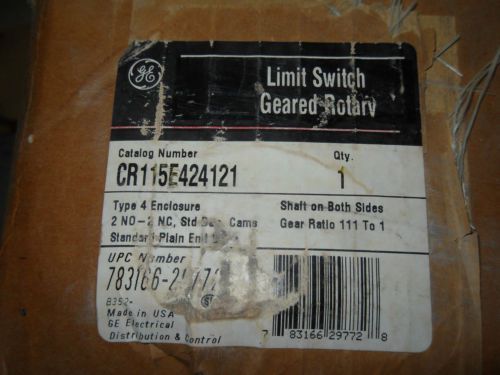 GE
Limit Switch
Geared Rotary
Catalog Number
Qty.
CR115E424121
1
Type 4 Enclosure
Shaft on Both Sides
2 NO-2 NC, Std Cams
Gear Ratio 111 To 1
Standard Plain End
UPC Number
783166-29772
B352-
Made in USA
GE Electrical
Distribution & Control
7 83166 29772 8